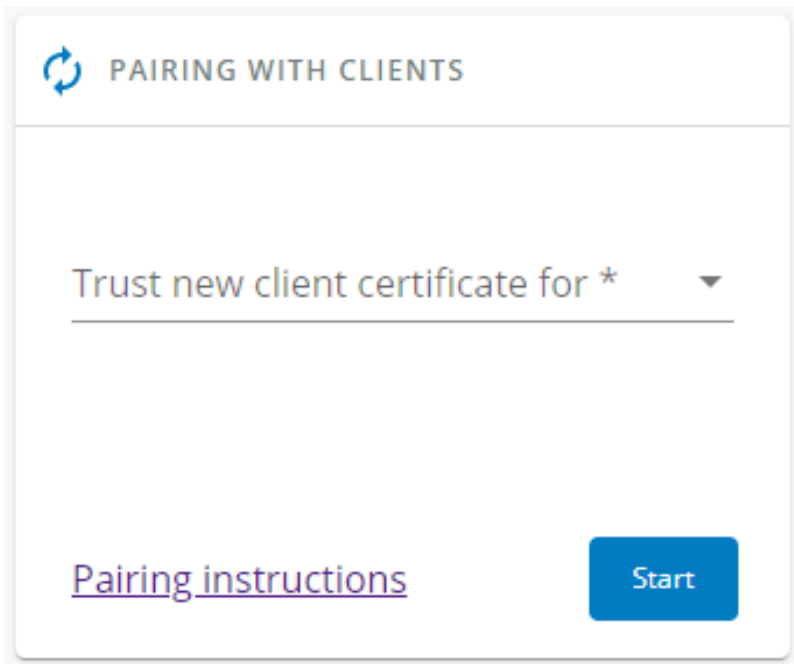 PAIRING WITH CLIENTS
Trust new client certificate for *
Pairing instructions
Start